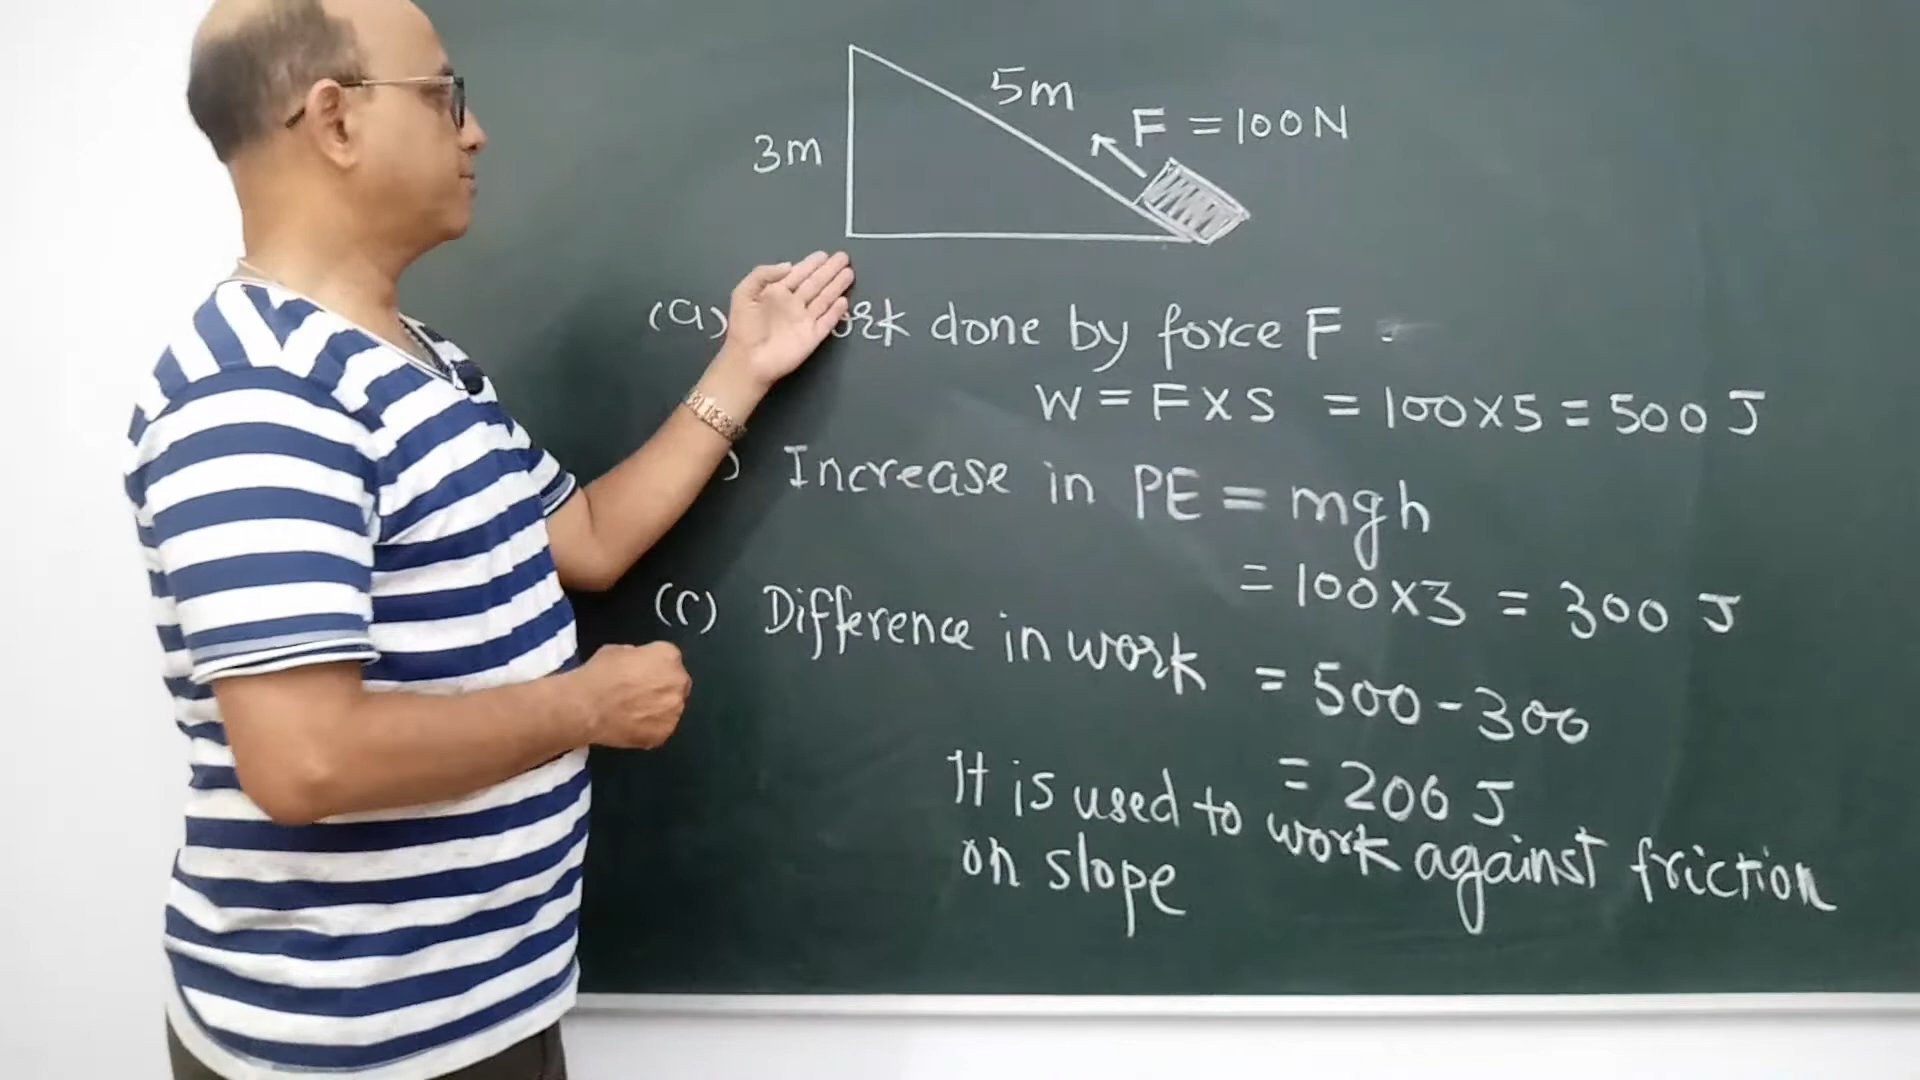 5m
F = 100N
3m
(a) ork done by force F -
W = F X S = 100 X 5 = 500 J
) Increase in PE = mgh
= 100 X 3 = 300 J
(c) Difference in work = 500 - 300
= 200 J
It is used to work against friction
on slope